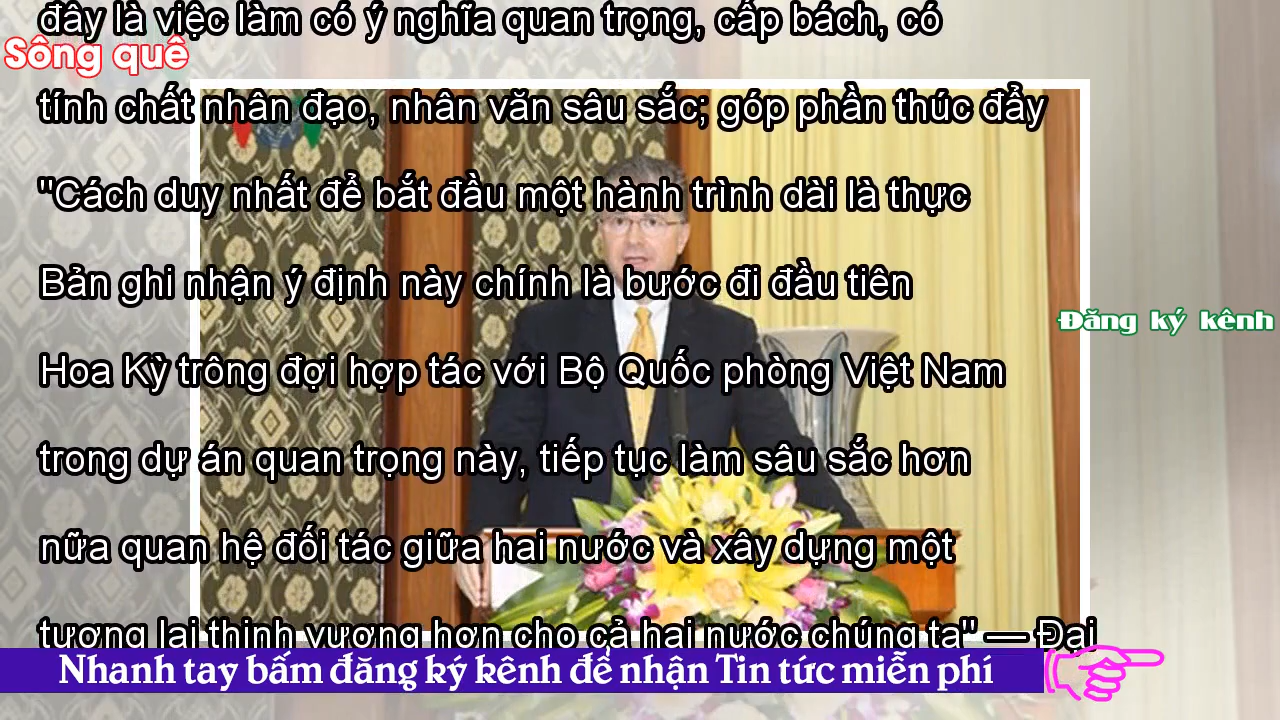 đây là việc làm có ý nghĩa quan trọng, cấp bách, có
Sông quê
tính chất nhân đạo, nhân văn sâu sắc; góp phần thúc đẩy
"Cách duy nhất để bắt đầu một hành trình dài là thực
Bản ghi nhận ý định này chính là bước đi đầu tiên
Đăng ký kênh
Hoa Kỳ trông đợi hợp tác với Bộ Quốc phòng Việt Nam
trong dự án quan trọng này, tiếp tục làm sâu sắc hơn
nữa quan hệ đối tác giữa hai nước và xây dựng một
tương lai thịnh vượng hơn cho cả hai nước chúng ta" — Đại
Nhanh tay bấm đăng ký kênh để nhận Tin tức miễn phí